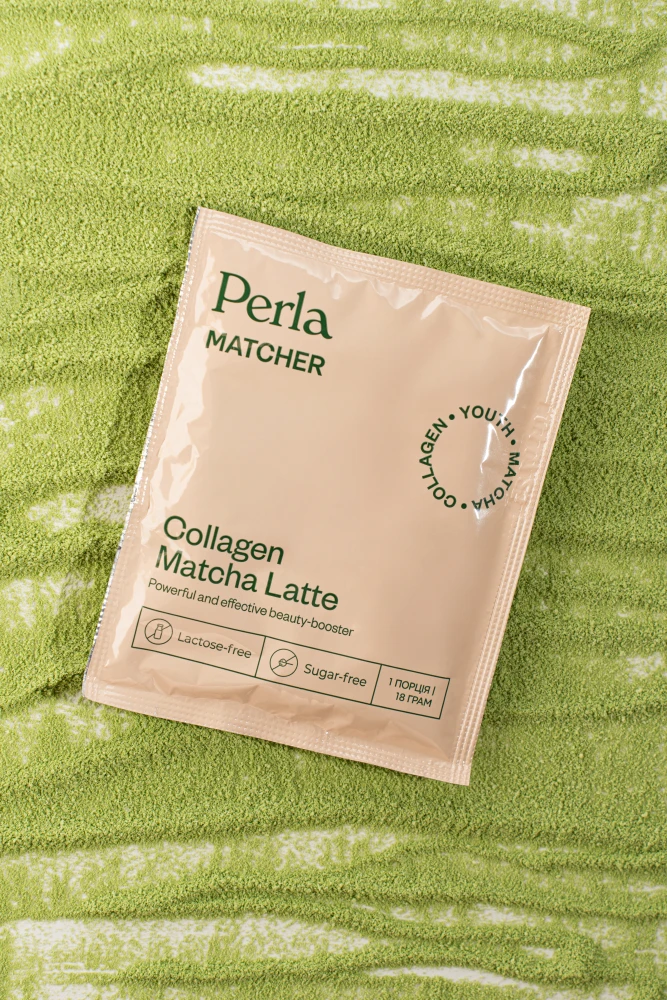 Perla
MATCHER
COLLAGEN • YOUTH • MATCHA •
Collagen
Matcha Latte
Powerful and effective beauty-booster
Lactose-free
Sugar-free
1 ПОРЦІЯ |
18 ГРАМ